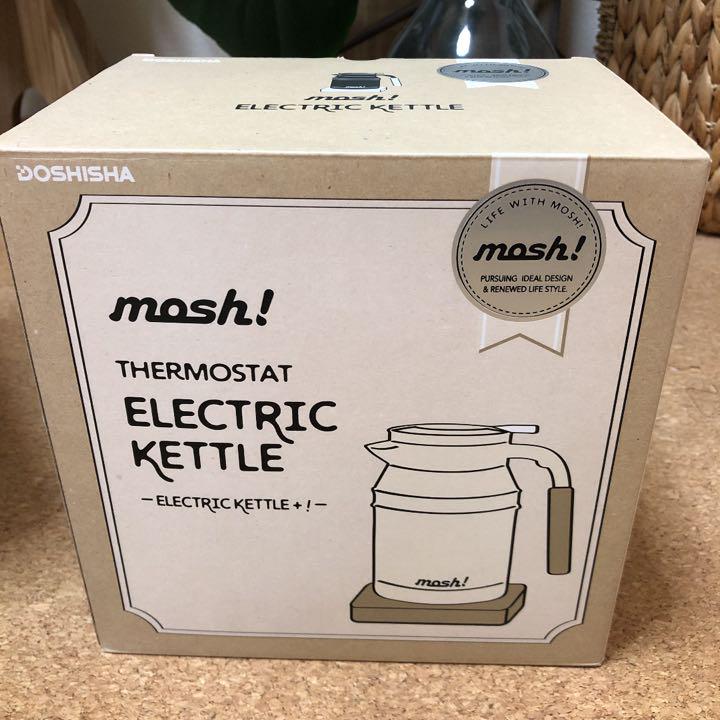 mosh!
mosh!
ELECTRIC KETTLE
DOSHISHA
LIFE WITH MOSH!
mosh!
PURSUING IDEAL DESIGN
& RENEWED LIFE STYLE.
mosh!
THERMOSTAT
ELECTRIC
KETTLE
–ELECTRIC KETTLE + !–
mosh!